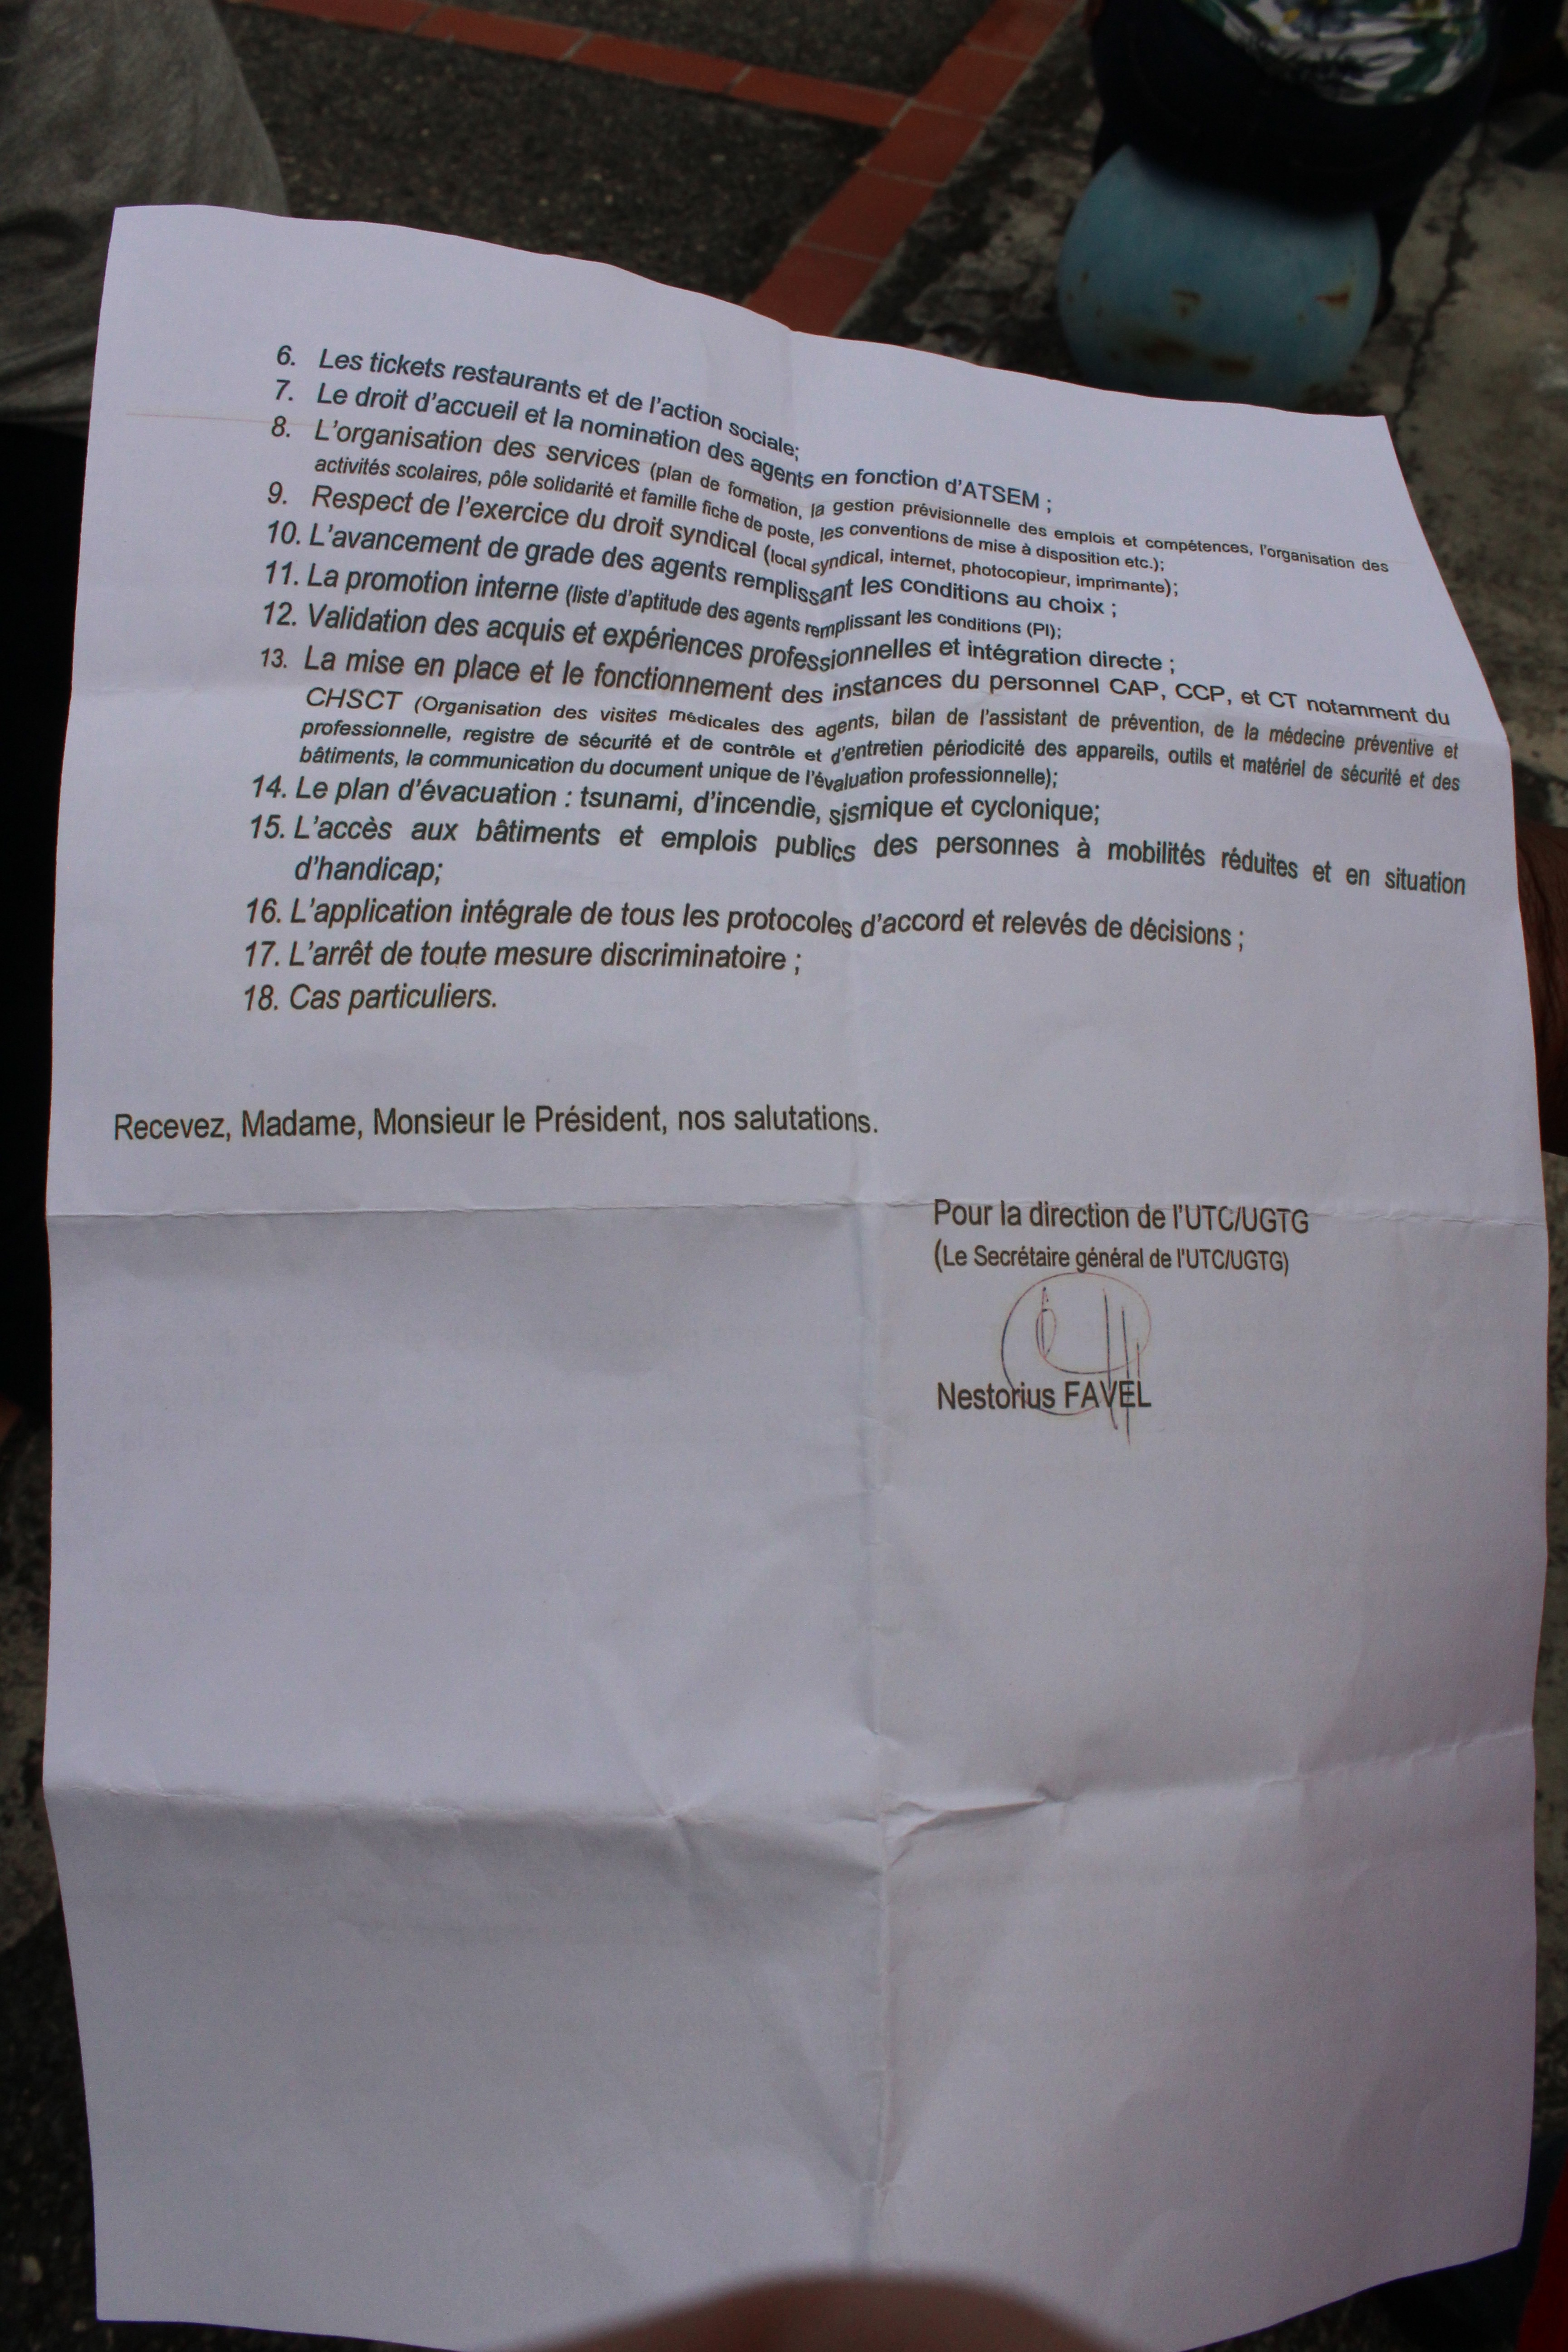 6. Les tickets restaurants et de l'action sociale;
7. Le droit d'accueil et la nomination des agents en fonction d'ATSEM ;
8. L'organisation des services (plan de formation, la gestion prévisionnelle des emplois et compétences, l'organisation des
activités scolaires, pôle solidarité et famille fiche de poste, les conventions de mise à disposition etc.);
9. Respect de l'exercice du droit syndical (local syndical, internet, photocopieur, imprimante);
10. L'avancement de grade des agents remplissant les conditions au choix ;
11. La promotion interne (liste d'aptitude des agents remplissant les conditions (PI);
12. Validation des acquis et expériences professionnelles et intégration directe ;
13. La mise en place et le fonctionnement des instances du personnel CAP, CCP, et CT notamment du
CHSCT (Organisation des visites médicales des agents, bilan de l'assistant de prévention, de la médecine préventive et
professionnelle, registre de sécurité et de contrôle et d'entretien périodicité des appareils, outils et matériel de sécurité et des
bâtiments, la communication du document unique de l'évaluation professionnelle);
14. Le plan d'évacuation : tsunami, d'incendie, sismique et cyclonique;
15. L'accès aux bâtiments et emplois publics des personnes à mobilités réduites et en situation
d'handicap;
16. L'application intégrale de tous les protocoles d'accord et relevés de décisions ;
17. L'arrêt de toute mesure discriminatoire ;
18. Cas particuliers.
Recevez, Madame, Monsieur le Président, nos salutations.
Pour la direction de l'UTC/UGTG
(Le Secrétaire général de l'UTC/UGTG)
Nestorius FAVEL